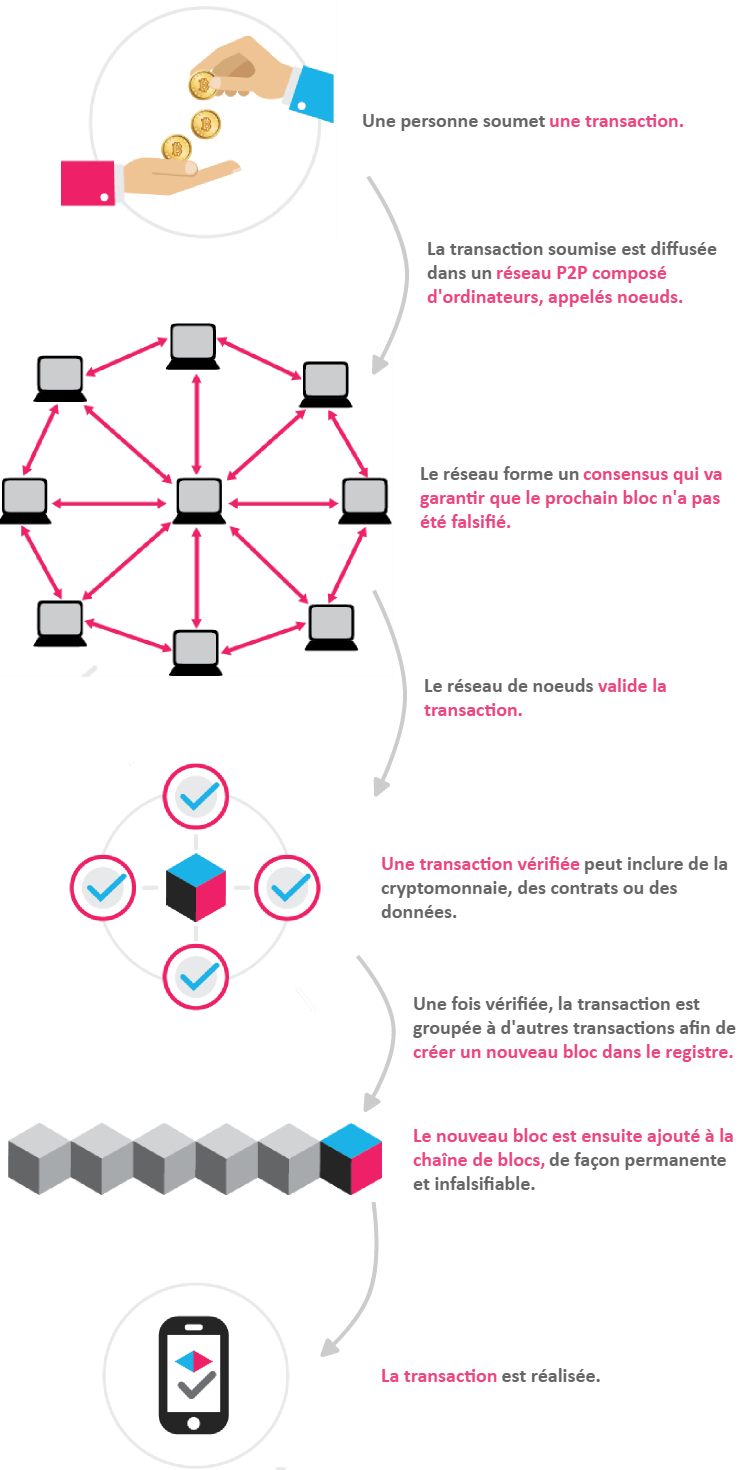 Une personne soumet une transaction.
La transaction soumise est diffusée
dans un réseau P2P composé
d'ordinateurs, appelés noeuds.
Le réseau forme un consensus qui va
garantir que le prochain bloc n'a pas
été falsifié.
Le réseau de noeuds valide la
transaction.
Une transaction vérifiée peut inclure de la
cryptomonnaie, des contrats ou des
données.
Une fois vérifiée, la transaction est
groupée à d'autres transactions afin de
créer un nouveau bloc dans le registre.
Le nouveau bloc est ensuite ajouté à la
chaîne de blocs, de façon permanente
et infalsifiable.
La transaction est réalisée.